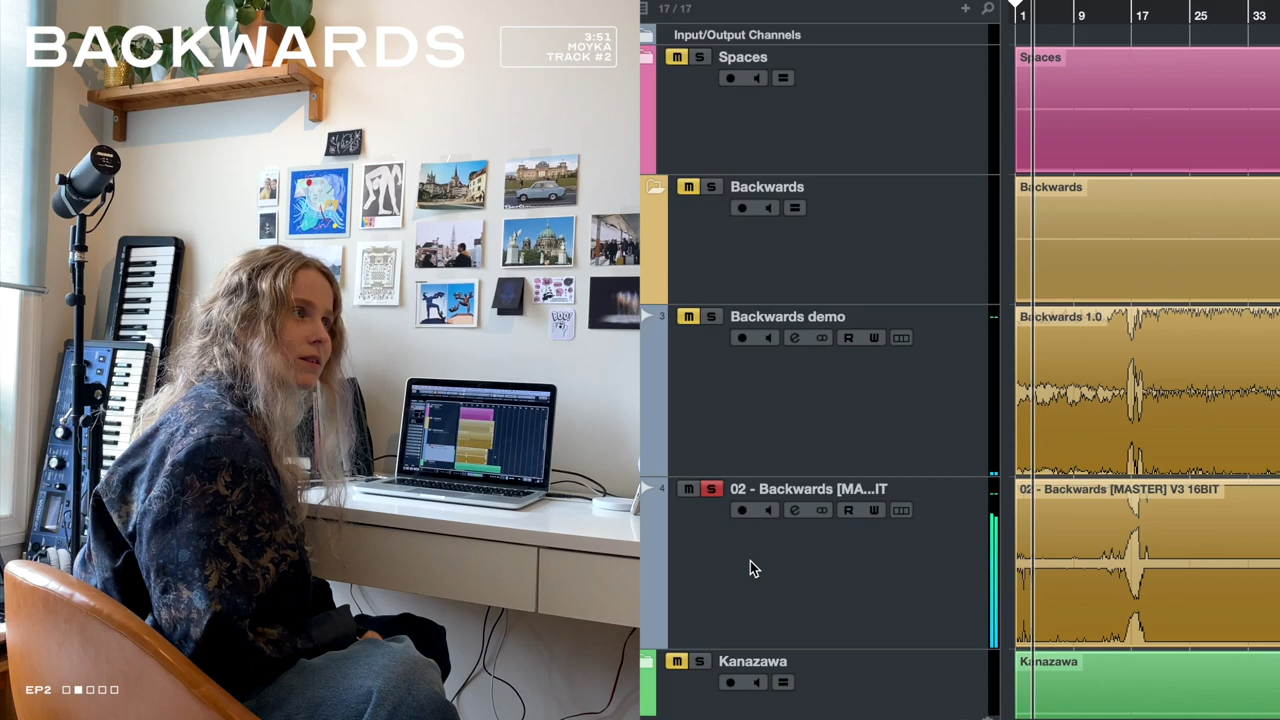 BACKWARDS
3:51
MOYKA
TRACK #2
EP2
17 / 17
1 9 17 25 33
Input/Output Channels
M S Spaces
Spaces
M S Backwards
Backwards
3 M S Backwards demo
R W
Backwards 1.0
4 M S 02 - Backwards [MA...IT
R W
02 - Backwards [MASTER] V3 16BIT
M S Kanazawa
Kanazawa
BOO!